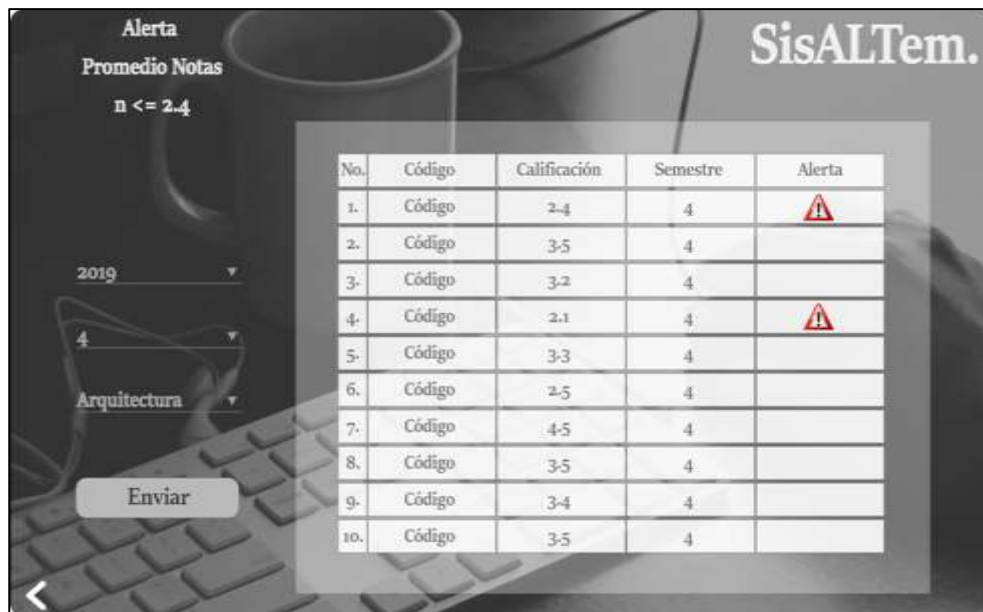 Alerta
Promedio Notas
n <= 2.4
SisALTem.
2019
4
Arquitectura
Enviar
No. Código Calificación Semestre Alerta
1. Código 2.4 4
2. Código 3.5 4
3. Código 3.2 4
4. Código 2.1 4
5. Código 3.3 4
6. Código 2.5 4
7. Código 4.5 4
8. Código 3.5 4
9. Código 3.4 4
10. Código 3.5 4